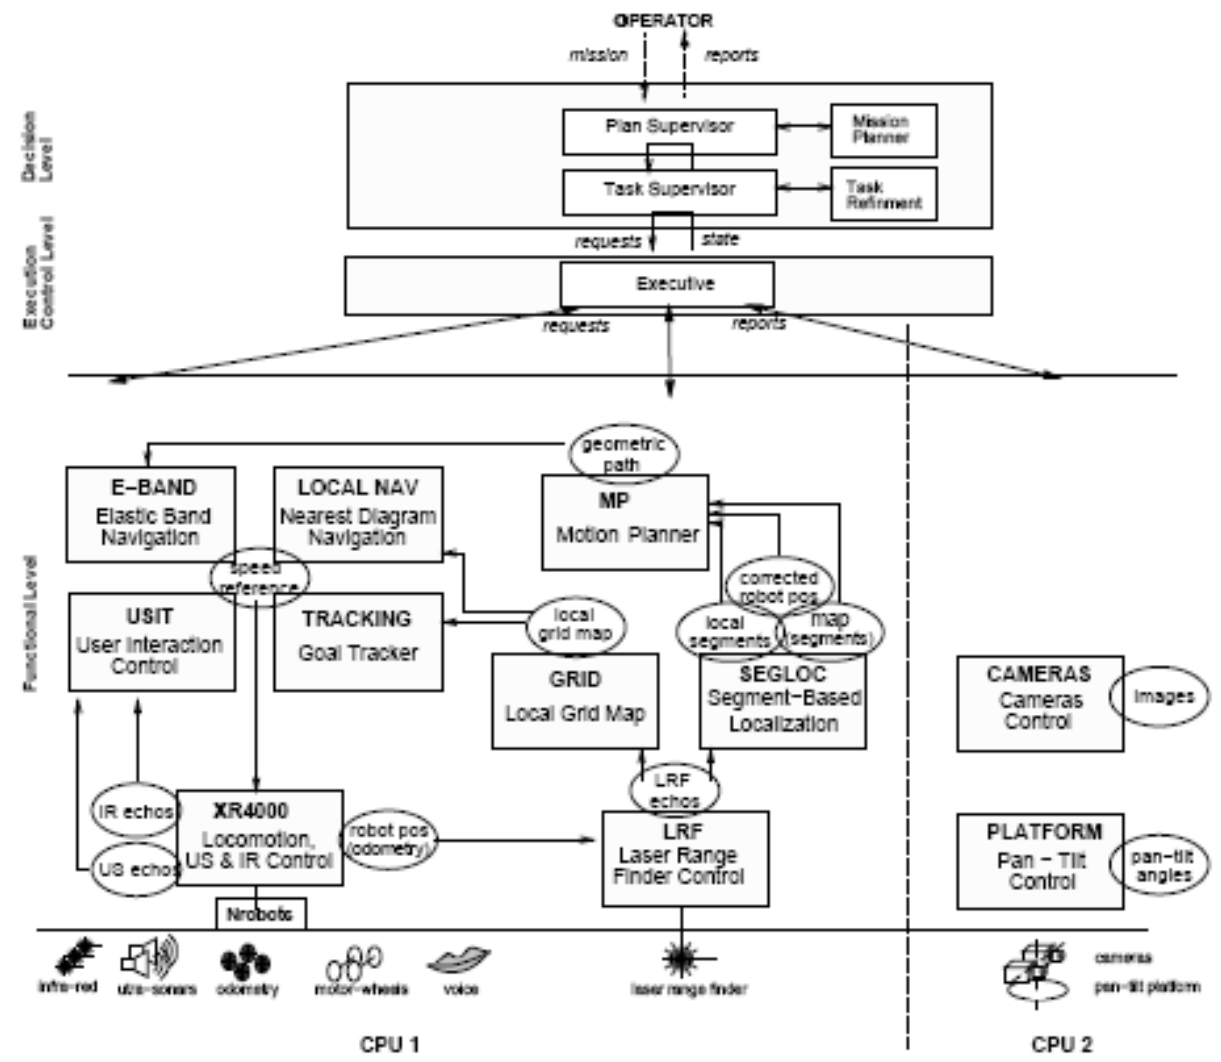 OPERATOR
mission
reports
Decision
Level
Plan Supervisor
Mission
Planner
Task Supervisor
Task
Refinment
requests
state
Execution
Control Level
Executive
requests
reports
Functional Level
geometric
path
E-BAND
Elastic Band
Navigation
LOCAL NAV
Nearest Diagram
Navigation
MP
Motion Planner
speed
reference
corrected
robot pos
USIT
User Interaction
Control
TRACKING
Goal Tracker
local
grid map
local
segments
map
(segments)
GRID
Local Grid Map
SEGLOC
Segment-Based
Localization
CAMERAS
Cameras
Control
images
IR echos
US echos
XR4000
Locomotion,
US & IR Control
robot pos
(odometry)
LRF
echos
LRF
Laser Range
Finder Control
PLATFORM
Pan - Tilt
Control
pan-tilt
angles
Nrobots
infra-red
utra-sonars
odometry
motor-wheels
voice
laser range finder
cameras
pan-tilt platform
CPU 1
CPU 2